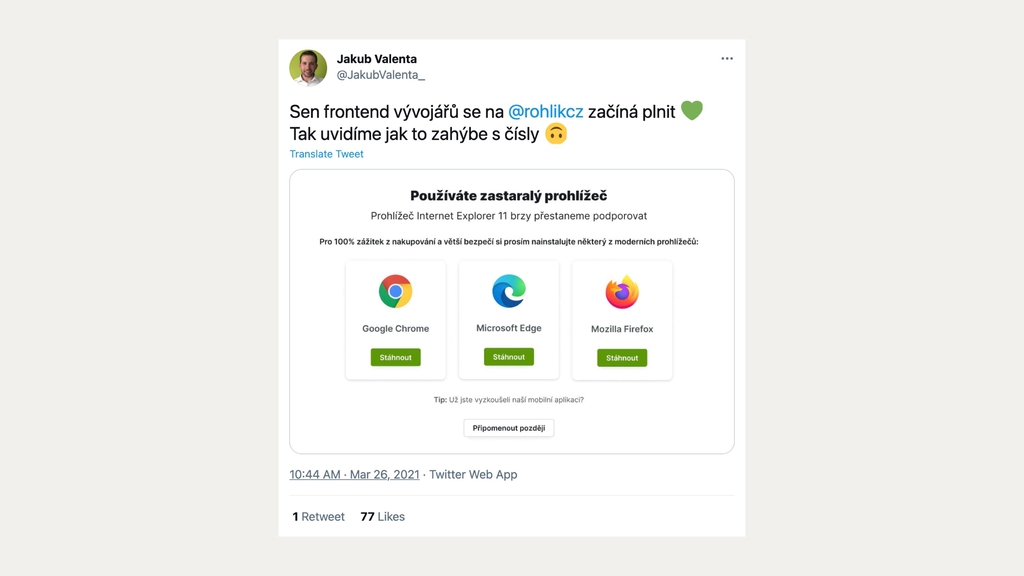 Jakub Valenta
@JakubValenta_
Sen frontend vývojářů se na @rohlikcz začíná plnit 💚
Tak uvidíme jak to zahýbe s čísly 🙃
Translate Tweet
Používáte zastaralý prohlížeč
Prohlížeč Internet Explorer 11 brzy přestaneme podporovat
Pro 100% zážitek z nakupování a větší bezpečí si prosím nainstalujte některý z moderních prohlížečů:
Google Chrome
Microsoft Edge
Mozilla Firefox
Stáhnout
Stáhnout
Stáhnout
Tip: Už jste vyzkoušeli naší mobilní aplikaci?
Připomenout později
10:44 AM · Mar 26, 2021 · Twitter Web App
1 Retweet 77 Likes